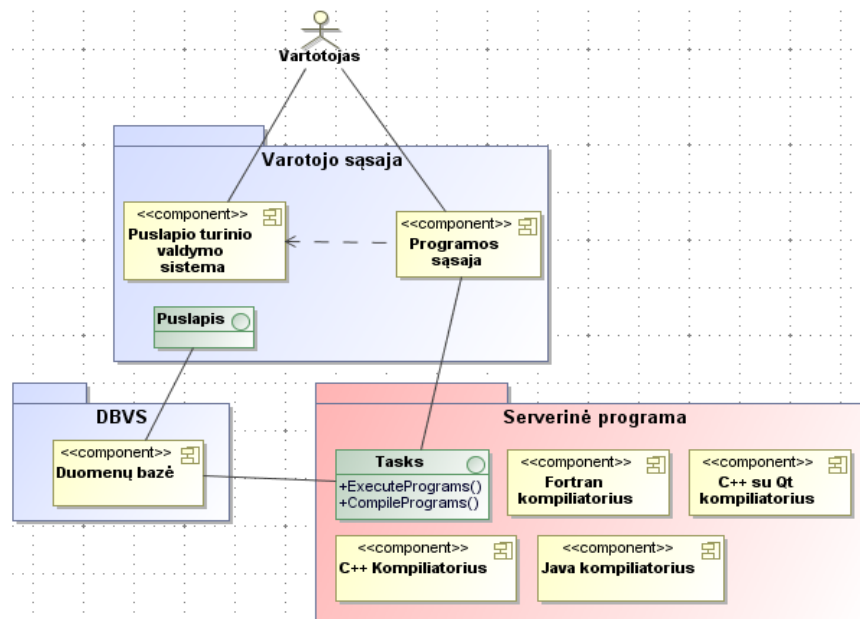 Vartotojas
Varotojo sąsaja
<<component>>
Puslapio turinio
valdymo
sistema
<<component>>
Programos
sąsaja
Puslapis
DBVS
<<component>>
Duomenų bazė
Serverinė programa
Tasks
+ExecutePrograms()
+CompilePrograms()
<<component>>
Fortran
kompiliatorius
<<component>>
C++ su Qt
kompiliatorius
<<component>>
C++ Kompiliatorius
<<component>>
Java kompiliatorius